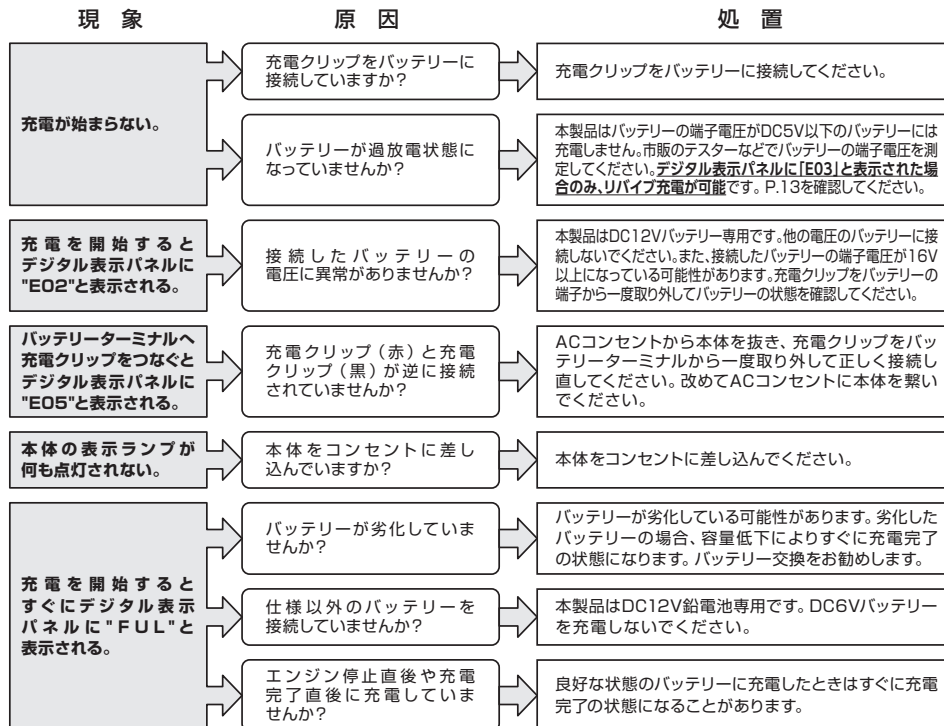 現 象
原 因
処 置
充電が始まらない。
充電クリップをバッテリーに
接続していますか？
充電クリップをバッテリーに接続してください。
バッテリーが過放電状態に
なっていませんか？
本製品はバッテリーの端子電圧がDC5V以下のバッテリーには
充電しません。市販のテスターなどでバッテリーの端子電圧を測
定してください。デジタル表示パネルに「E03」と表示された場
合のみ、リバイブ充電が可能です。P.13を確認してください。
充電を開始すると
デジタル表示パネルに
"E02"と表示される。
接続したバッテリーの
電圧に異常がありませんか？
本製品はDC12Vバッテリー専用です。他の電圧のバッテリーに接
続しないでください。また、接続したバッテリーの端子電圧が16V
以上になっている可能性があります。充電クリップをバッテリーの
端子から一度取り外してバッテリーの状態を確認してください。
バッテリーターミナルへ
充電クリップをつなぐと
デジタル表示パネルに
"E05"と表示される。
充電クリップ（赤）と充電
クリップ（黒）が逆に接続
されていませんか？
ACコンセントから本体を抜き、充電クリップをバッ
テリーターミナルから一度取り外して正しく接続し
直してください。改めてACコンセントに本体を繋い
でください。
本体の表示ランプが
何も点灯されない。
本体をコンセントに差し
込んでいますか？
本体をコンセントに差し込んでください。
充電を開始すると
すぐにデジタル表示
パネルに"FUL"と
表示される。
バッテリーが劣化していま
せんか？
バッテリーが劣化している可能性があります。劣化した
バッテリーの場合、容量低下によりすぐに充電完了
の状態になります。バッテリー交換をお勧めします。
仕様以外のバッテリーを
接続していませんか？
本製品はDC12V鉛電池専用です。DC6Vバッテリー
を充電しないでください。
エンジン停止直後や充電
完了直後に充電していま
せんか？
良好な状態のバッテリーに充電したときはすぐに充電
完了の状態になることがあります。